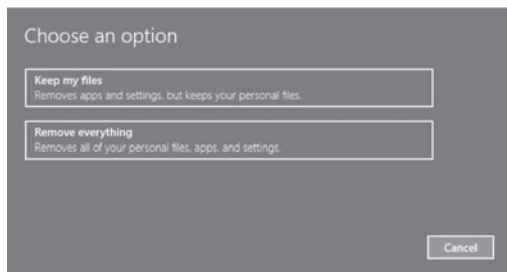 Choose an option
Keep my files
Removes apps and settings, but keeps your personal files.
Remove everything
Removes all of your personal files, apps, and settings.
Cancel